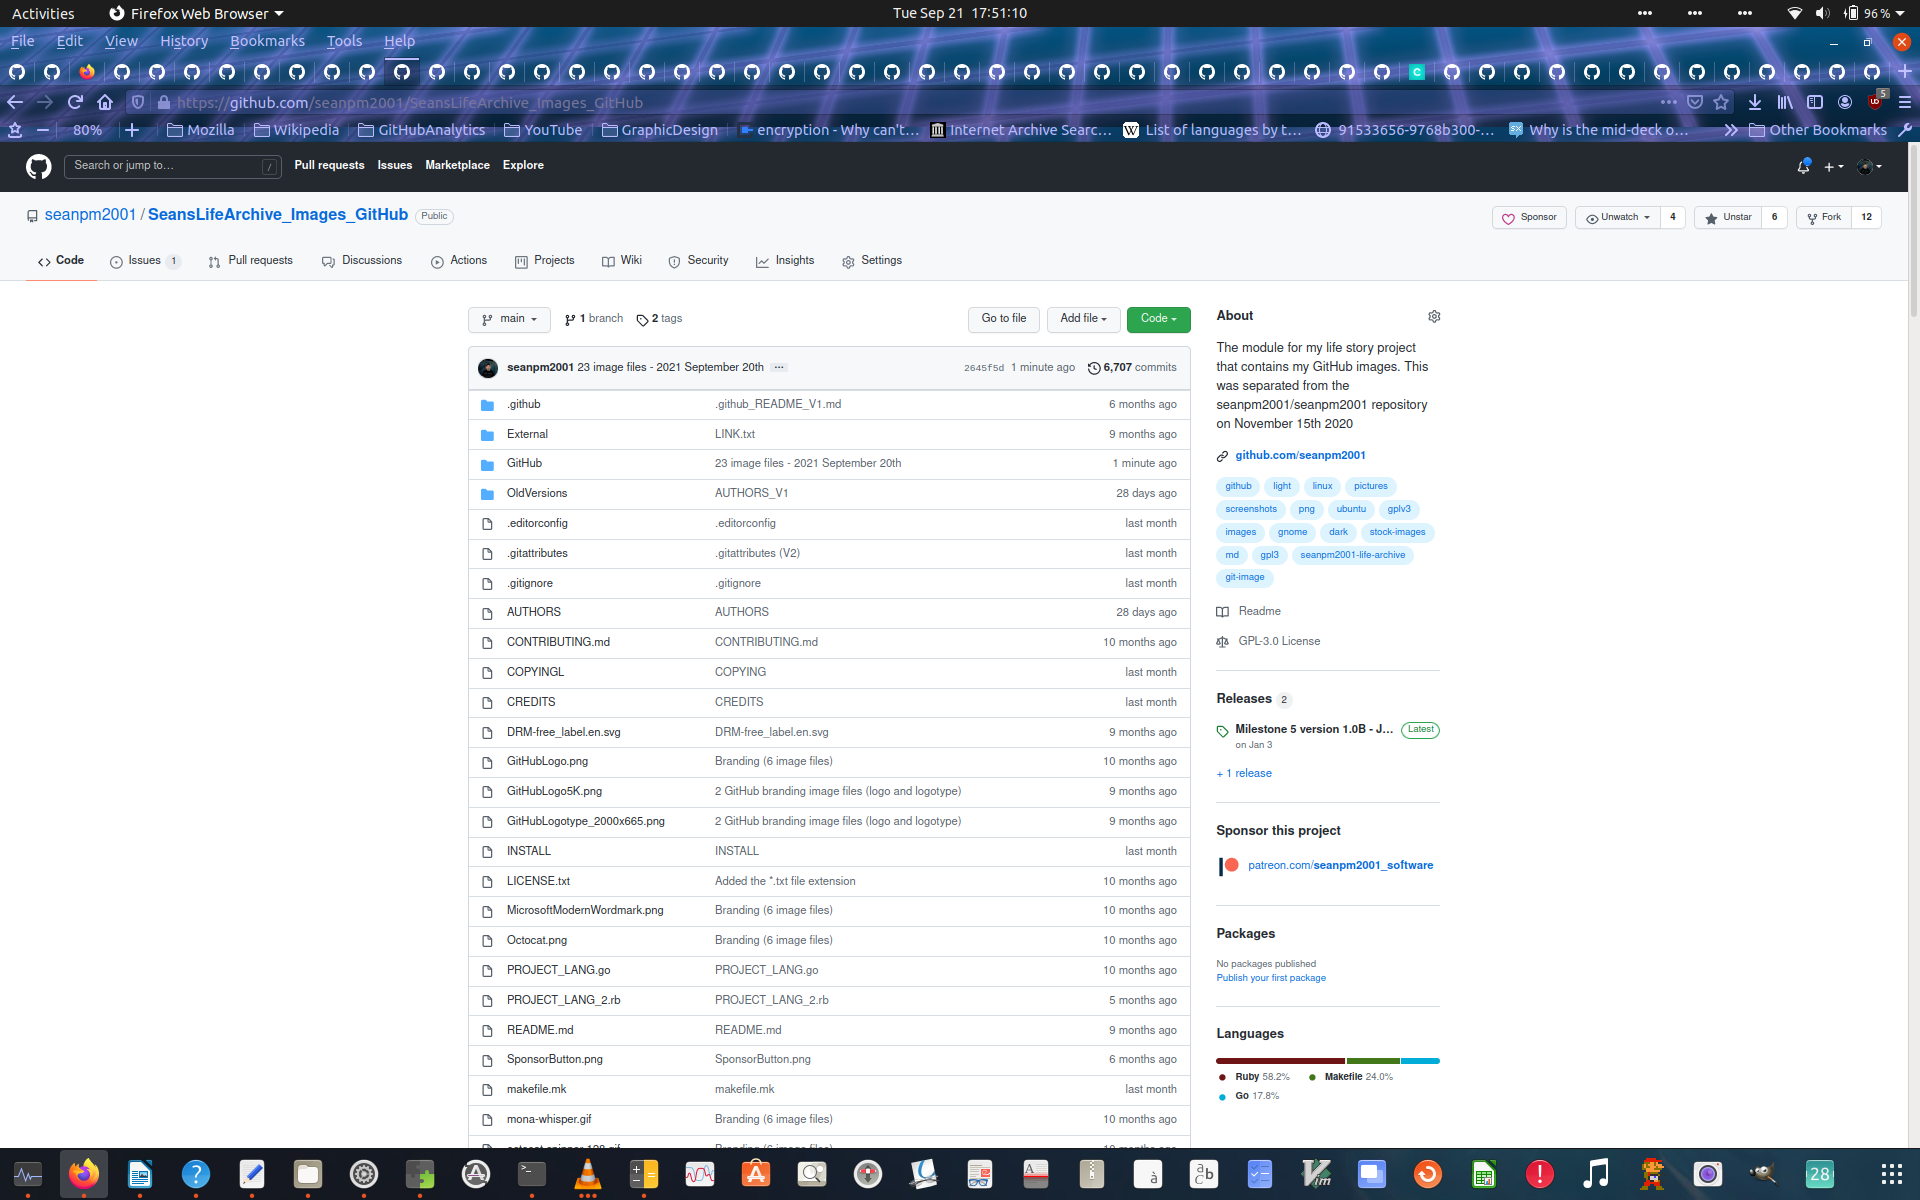 Activities Firefox Web Browser Tue Sep 21 17:51:10 96 %
File Edit View History Bookmarks Tools Help
https://github.com/seanpm2001/SeansLifeArchive_Images_GitHub 5
80% Mozilla Wikipedia GitHubAnalytics YouTube GraphicDesign encryption - Why can't… Internet Archive Searc… List of languages by t… 91533656-9768b300-… Why is the mid-deck o… Other Bookmarks
Search or jump to… / Pull requests Issues Marketplace Explore
seanpm2001 / SeansLifeArchive_Images_GitHub Public Sponsor Unwatch 4 Unstar 6 Fork 12
Code Issues 1 Pull requests Discussions Actions Projects Wiki Security Insights Settings
main 1 branch 2 tags Go to file Add file Code
seanpm2001 23 image files - 2021 September 20th ... 2645f5d 1 minute ago 6,707 commits
.github .github_README_V1.md 6 months ago
External LINK.txt 9 months ago
GitHub 23 image files - 2021 September 20th 1 minute ago
OldVersions AUTHORS_V1 28 days ago
.editorconfig .editorconfig last month
.gitattributes .gitattributes (V2) last month
.gitignore .gitignore last month
AUTHORS AUTHORS 28 days ago
CONTRIBUTING.md CONTRIBUTING.md 10 months ago
COPYINGL COPYING last month
CREDITS CREDITS last month
DRM-free_label.en.svg DRM-free_label.en.svg 9 months ago
GitHubLogo.png Branding (6 image files) 10 months ago
GitHubLogo5K.png 2 GitHub branding image files (logo and logotype) 9 months ago
GitHubLogotype_2000x665.png 2 GitHub branding image files (logo and logotype) 9 months ago
INSTALL INSTALL last month
LICENSE.txt Added the *.txt file extension 10 months ago
MicrosoftModernWordmark.png Branding (6 image files) 10 months ago
Octocat.png Branding (6 image files) 10 months ago
PROJECT_LANG.go PROJECT_LANG.go 10 months ago
PROJECT_LANG_2.rb PROJECT_LANG_2.rb 5 months ago
README.md README.md 9 months ago
SponsorButton.png SponsorButton.png 6 months ago
makefile.mk makefile.mk last month
mona-whisper.gif Branding (6 image files) 10 months ago
About
The module for my life story project
that contains my GitHub images. This
was separated from the
seanpm2001/seanpm2001 repository
on November 15th 2020
github.com/seanpm2001
github light linux pictures
screenshots png ubuntu gplv3
images gnome dark stock-images
md gpl3 seanpm2001-life-archive
git-image
Readme
GPL-3.0 License
Releases 2
Milestone 5 version 1.0B - J... Latest
on Jan 3
+ 1 release
Sponsor this project
patreon.com/seanpm2001_software
Packages
No packages published
Publish your first package
Languages
Ruby 58.2% Makefile 24.0%
Go 17.8%
28